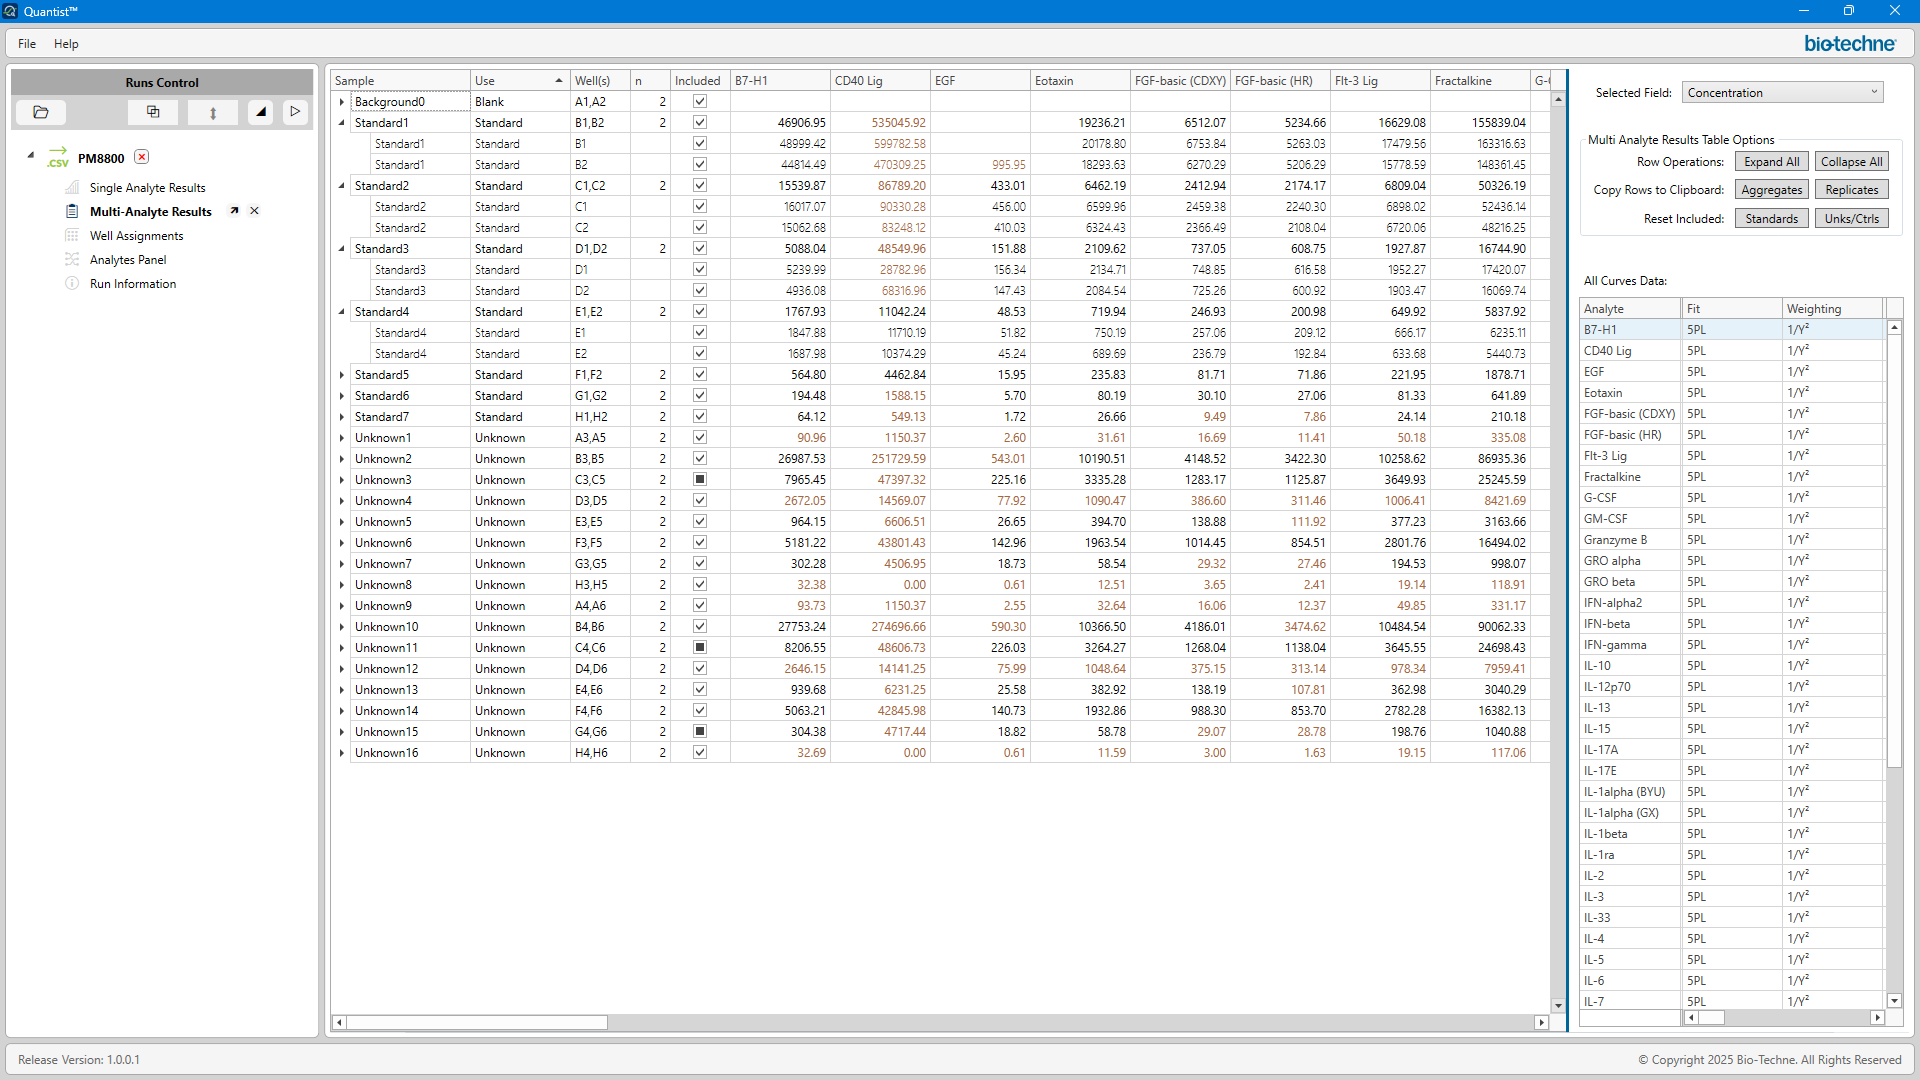 Quantist™
File Help
bio-techne
Runs Control
.csv PM8800
Single Analyte Results
Multi-Analyte Results
Well Assignments
Analytes Panel
Run Information
Sample Use Well(s) n Included B7-H1 CD40 Lig EGF Eotaxin FGF-basic (CDXY) FGF-basic (HR) Flt-3 Lig Fractalkine
Background0 Blank A1,A2 2
Standard1 Standard B1,B2 2 46906.95 535045.92 19236.21 6512.07 5234.66 16629.08 155839.04
Standard1 Standard B1 48999.42 599782.58 20178.80 6753.84 5263.03 17479.56 163316.63
Standard1 Standard B2 44814.49 470309.25 995.95 18293.63 6270.29 5206.29 15778.59 148361.45
Standard2 Standard C1,C2 2 15539.87 86789.20 433.01 6462.19 2412.94 2174.17 6809.04 50326.19
Standard2 Standard C1 16017.07 90330.28 456.00 6599.96 2459.38 2240.30 6898.02 52436.14
Standard2 Standard C2 15062.68 83248.12 410.03 6324.43 2366.49 2108.04 6720.06 48216.25
Standard3 Standard D1,D2 2 5088.04 48549.96 151.88 2109.62 737.05 608.75 1927.87 16744.90
Standard3 Standard D1 5239.99 28782.96 156.34 2134.71 748.85 616.58 1952.27 17420.07
Standard3 Standard D2 4936.08 68316.96 147.43 2084.54 725.26 600.92 1903.47 16069.74
Standard4 Standard E1,E2 2 1767.93 11042.24 48.53 719.94 246.93 200.98 649.92 5837.92
Standard4 Standard E1 1847.88 11710.19 51.82 750.19 257.06 209.12 666.17 6235.11
Standard4 Standard E2 1687.98 10374.29 45.24 689.69 236.79 192.84 633.68 5440.73
Standard5 Standard F1,F2 2 564.80 4462.84 15.95 235.83 81.71 71.86 221.95 1878.71
Standard6 Standard G1,G2 2 194.48 1588.15 5.70 80.19 30.10 27.06 81.33 641.89
Standard7 Standard H1,H2 2 64.12 549.13 1.72 26.66 9.49 7.86 24.14 210.18
Unknown1 Unknown A3,A5 2 90.96 1150.37 2.60 31.61 16.69 11.41 50.18 335.08
Unknown2 Unknown B3,B5 2 26987.53 251729.59 543.01 10190.51 4148.52 3422.30 10258.62 86935.36
Unknown3 Unknown C3,C5 2 7965.45 47397.32 225.16 3335.28 1283.17 1125.87 3649.93 25245.59
Unknown4 Unknown D3,D5 2 2672.05 14569.07 77.92 1090.47 386.60 311.46 1006.41 8421.69
Unknown5 Unknown E3,E5 2 964.15 6606.51 26.65 394.70 138.88 111.92 377.23 3163.66
Unknown6 Unknown F3,F5 2 5181.22 43801.43 142.96 1963.54 1014.45 854.51 2801.76 16494.02
Unknown7 Unknown G3,G5 2 302.28 4506.95 18.73 58.54 29.32 27.46 194.53 998.07
Unknown8 Unknown H3,H5 2 32.38 0.00 0.61 12.51 3.65 2.41 19.14 118.91
Unknown9 Unknown A4,A6 2 93.73 1150.37 2.55 32.64 16.06 12.37 49.85 331.17
Unknown10 Unknown B4,B6 2 27753.24 274696.66 590.30 10366.50 4186.01 3474.62 10484.54 90062.33
Unknown11 Unknown C4,C6 2 8206.55 48606.73 226.03 3264.27 1268.04 1138.04 3645.55 24698.43
Unknown12 Unknown D4,D6 2 2646.15 14141.25 75.99 1048.64 375.15 313.14 978.34 7959.41
Unknown13 Unknown E4,E6 2 939.68 6231.25 25.58 382.92 138.19 107.81 362.98 3040.29
Unknown14 Unknown F4,F6 2 5063.21 42845.98 140.73 1932.86 988.30 853.70 2782.28 16382.13
Unknown15 Unknown G4,G6 2 304.38 4717.44 18.82 58.78 29.07 28.78 198.76 1040.88
Unknown16 Unknown H4,H6 2 32.69 0.00 0.61 11.59 3.00 1.63 19.15 117.06
Selected Field: Concentration
Multi Analyte Results Table Options
Row Operations: Expand All Collapse All
Copy Rows to Clipboard: Aggregates Replicates
Reset Included: Standards Unks/Ctrls
All Curves Data:
Analyte Fit Weighting
B7-H1 5PL 1/Y²
CD40 Lig 5PL 1/Y²
EGF 5PL 1/Y²
Eotaxin 5PL 1/Y²
FGF-basic (CDXY) 5PL 1/Y²
FGF-basic (HR) 5PL 1/Y²
Flt-3 Lig 5PL 1/Y²
Fractalkine 5PL 1/Y²
G-CSF 5PL 1/Y²
GM-CSF 5PL 1/Y²
Granzyme B 5PL 1/Y²
GRO alpha 5PL 1/Y²
GRO beta 5PL 1/Y²
IFN-alpha2 5PL 1/Y²
IFN-beta 5PL 1/Y²
IFN-gamma 5PL 1/Y²
IL-10 5PL 1/Y²
IL-12p70 5PL 1/Y²
IL-13 5PL 1/Y²
IL-15 5PL 1/Y²
IL-17A 5PL 1/Y²
IL-17E 5PL 1/Y²
IL-1alpha (BYU) 5PL 1/Y²
IL-1alpha (GX) 5PL 1/Y²
IL-1beta 5PL 1/Y²
IL-1ra 5PL 1/Y²
IL-2 5PL 1/Y²
IL-3 5PL 1/Y²
IL-33 5PL 1/Y²
IL-4 5PL 1/Y²
IL-5 5PL 1/Y²
IL-6 5PL 1/Y²
IL-7 5PL 1/Y²
Release Version: 1.0.0.1
© Copyright 2025 Bio-Techne. All Rights Reserved